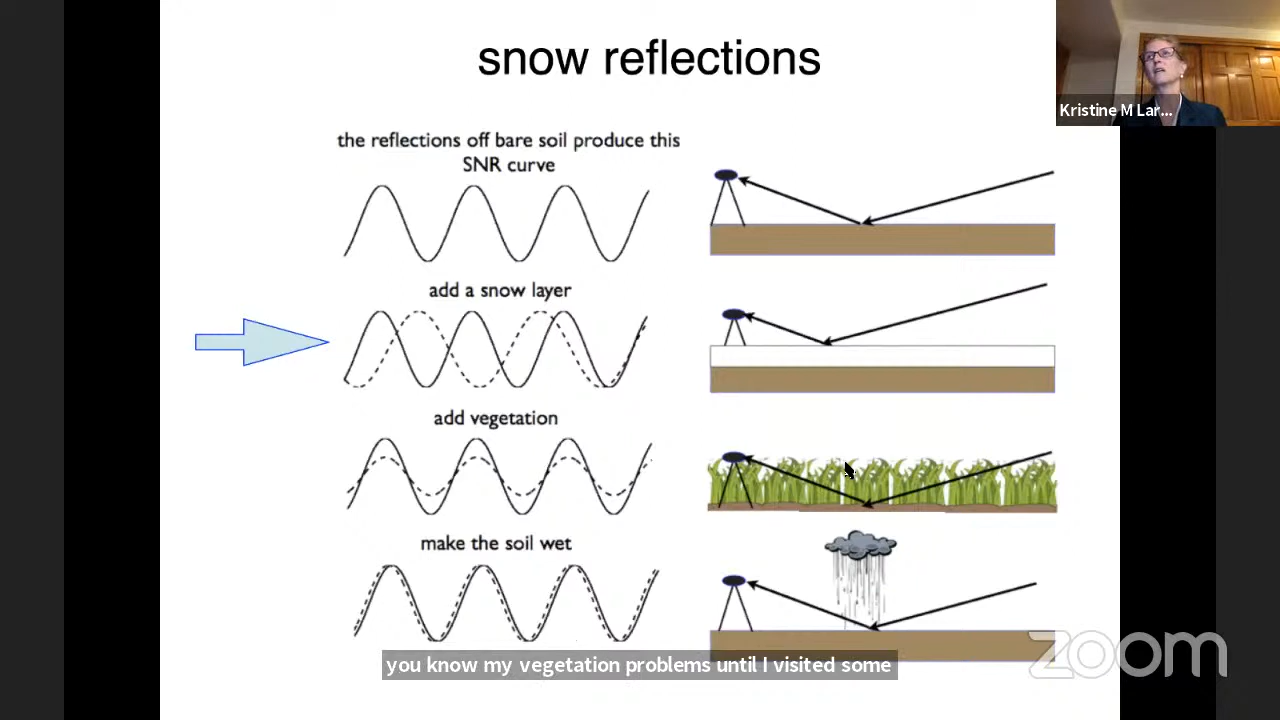 snow reflections
Kristine M Lar...
the reflections off bare soil produce this
SNR curve
add a snow layer
add vegetation
make the soil wet
you know my vegetation problems until I visited some
zoom